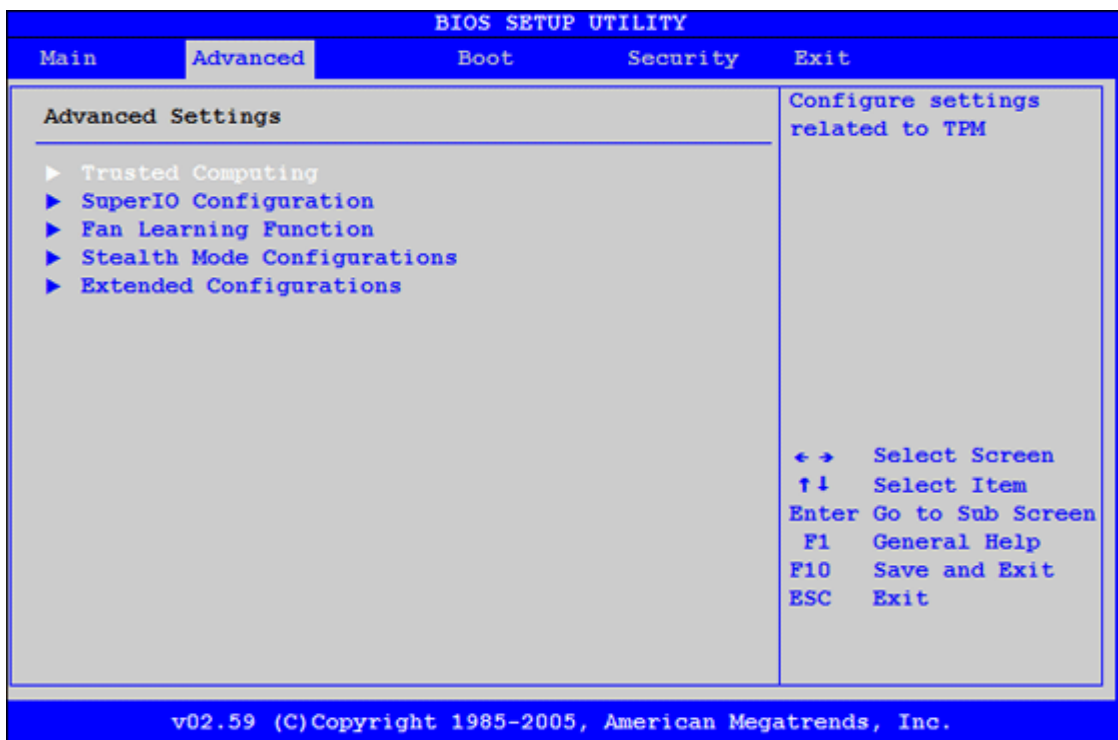 BIOS SETUP UTILITY
Main Advanced Boot Security Exit
Advanced Settings
▶ Trusted Computing
▶ SuperIO Configuration
▶ Fan Learning Function
▶ Stealth Mode Configurations
▶ Extended Configurations
Configure settings
related to TPM
← → Select Screen
↑↓ Select Item
Enter Go to Sub Screen
F1 General Help
F10 Save and Exit
ESC Exit
v02.59 (C)Copyright 1985-2005, American Megatrends, Inc.